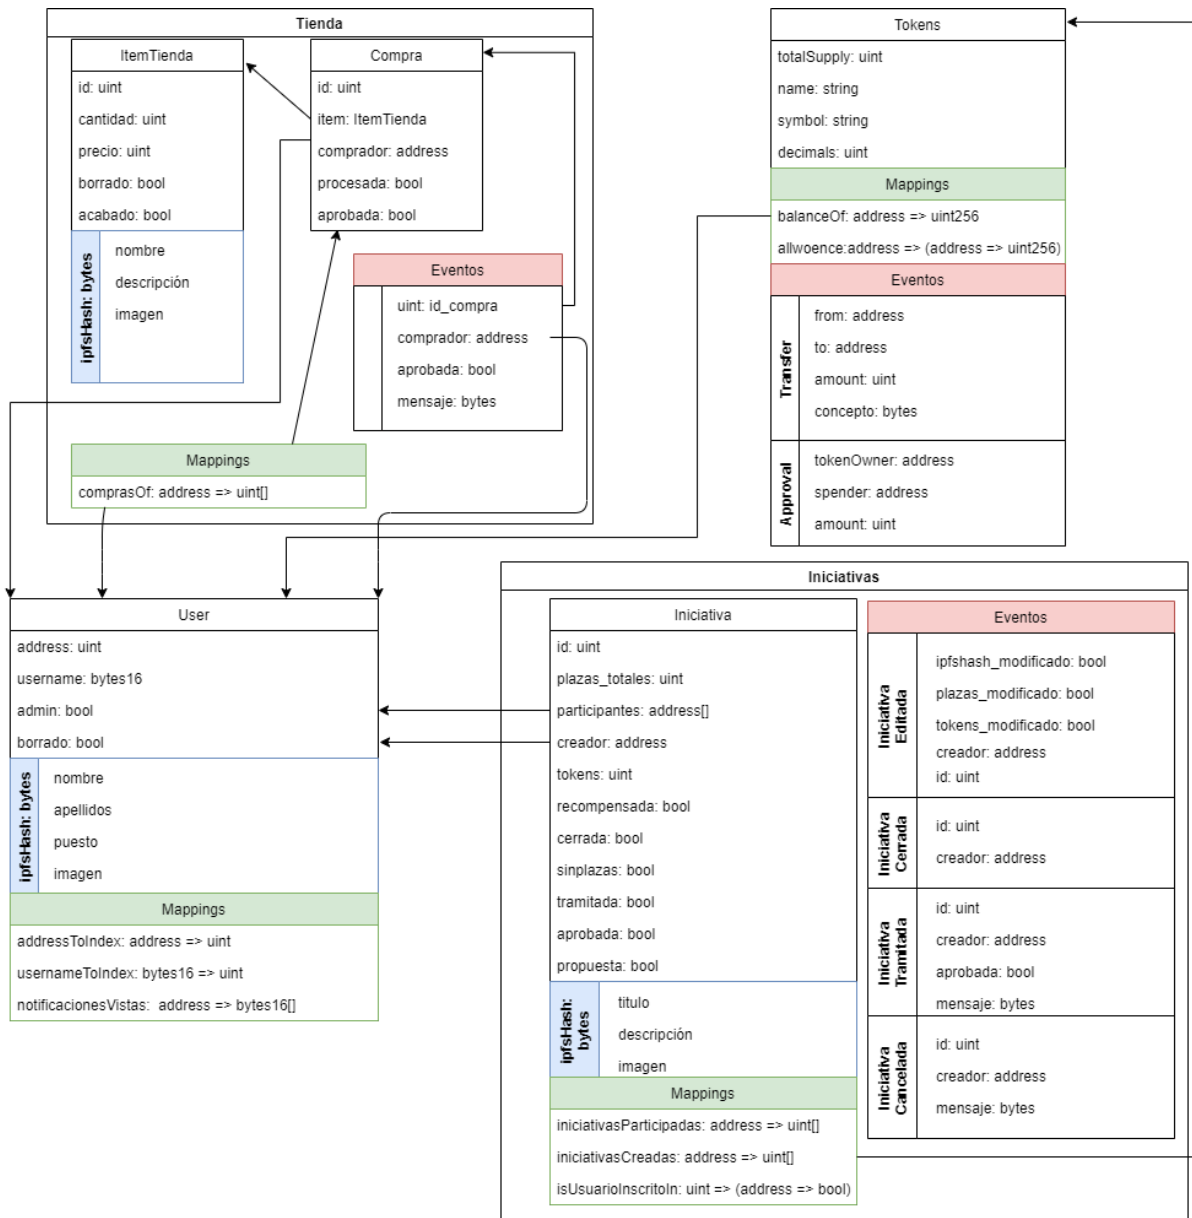 Tienda
ItemTienda
id: uint
cantidad: uint
precio: uint
borrado: bool
acabado: bool
ipfsHash: bytes
nombre
descripción
imagen
Compra
id: uint
item: ItemTienda
comprador: address
procesada: bool
aprobada: bool
Eventos
uint: id_compra
comprador: address
aprobada: bool
mensaje: bytes
Mappings
comprasOf: address => uint[]
Tokens
totalSupply: uint
name: string
symbol: string
decimals: uint
Mappings
balanceOf: address => uint256
allwoence:address => (address => uint256)
Eventos
Transfer
from: address
to: address
amount: uint
concepto: bytes
Approval
tokenOwner: address
spender: address
amount: uint
User
address: uint
username: bytes16
admin: bool
borrado: bool
ipfsHash: bytes
nombre
apellidos
puesto
imagen
Mappings
addressToIndex: address => uint
usernameToIndex: bytes16 => uint
notificacionesVistas: address => bytes16[]
Iniciativas
Iniciativa
id: uint
plazas_totales: uint
participantes: address[]
creador: address
tokens: uint
recompensada: bool
cerrada: bool
sinplazas: bool
tramitada: bool
aprobada: bool
propuesta: bool
ipfsHash:
bytes
titulo
descripción
imagen
Mappings
iniciativasParticipadas: address => uint[]
iniciativasCreadas: address => uint[]
isUsuarioInscritoIn: uint => (address => bool)
Eventos
Iniciativa
Editada
ipfshash_modificado: bool
plazas_modificado: bool
tokens_modificado: bool
creador: address
id: uint
Iniciativa
Cerrada
id: uint
creador: address
Iniciativa
Tramitada
id: uint
creador: address
aprobada: bool
mensaje: bytes
Iniciativa
Cancelada
id: uint
creador: address
mensaje: bytes